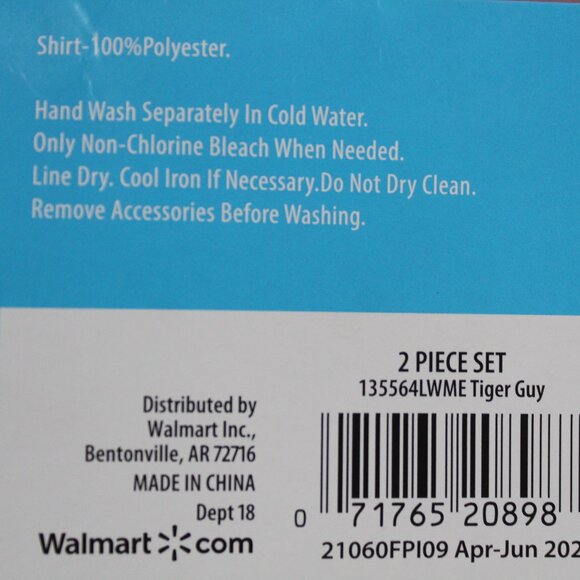 Shirt-100%Polyester.
Hand Wash Separately In Cold Water.
Only Non-Chlorine Bleach When Needed.
Line Dry. Cool Iron If Necessary.Do Not Dry Clean.
Remove Accessories Before Washing.
2 PIECE SET
135564LWME Tiger Guy
Distributed by
Walmart Inc.,
Bentonville, AR 72716
MADE IN CHINA
Dept 18
Walmart com
0 71765 20898
21060FPI09 Apr-Jun 202